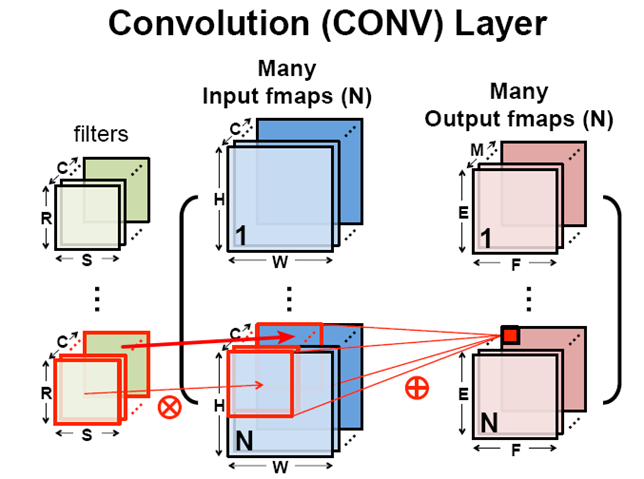 Convolution (CONV) Layer
Many
Input fmaps (N)
Many
Output fmaps (N)
filters
C
R
S
C
H
1
W
M
E
1
F
C
R
S
C
H
N
W
E
N
F